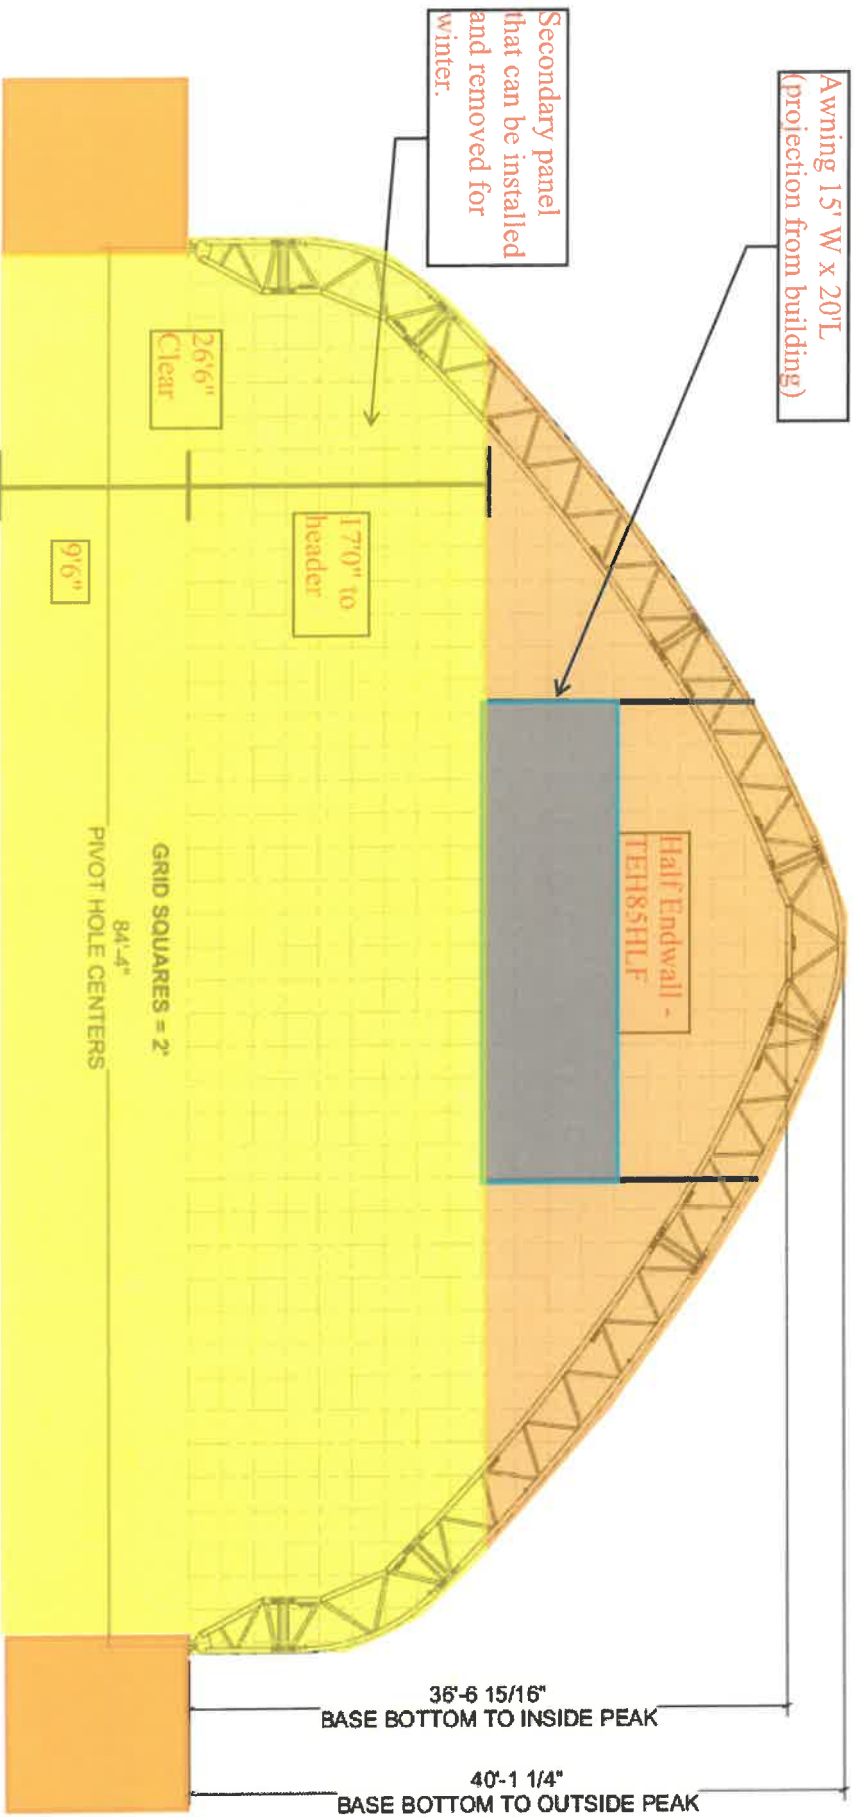 Awning 15' W x 20'L
(projection from building)
Secondary panel
that can be installed
and removed for
winter.
Half Endwall -
TEH85HLF
17'0" to
header
26'6"
Clear
9'6"
GRID SQUARES = 2'
84'-4"
PIVOT HOLE CENTERS
36'-6 15/16"
BASE BOTTOM TO INSIDE PEAK
40'-1 1/4"
BASE BOTTOM TO OUTSIDE PEAK